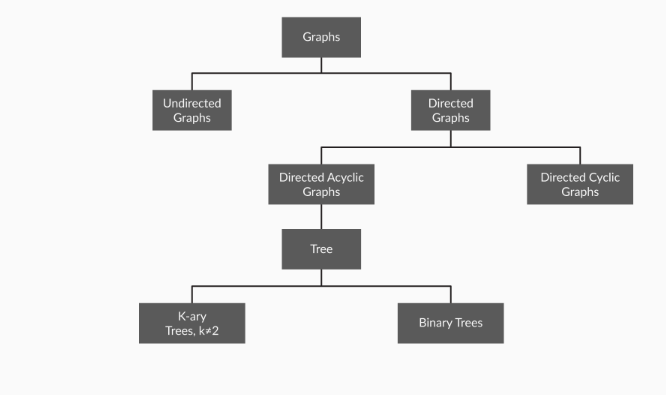 Graphs
Undirected
Graphs
Directed
Graphs
Directed Acyclic
Graphs
Directed Cyclic
Graphs
Tree
K-ary
Trees, k≠2
Binary Trees